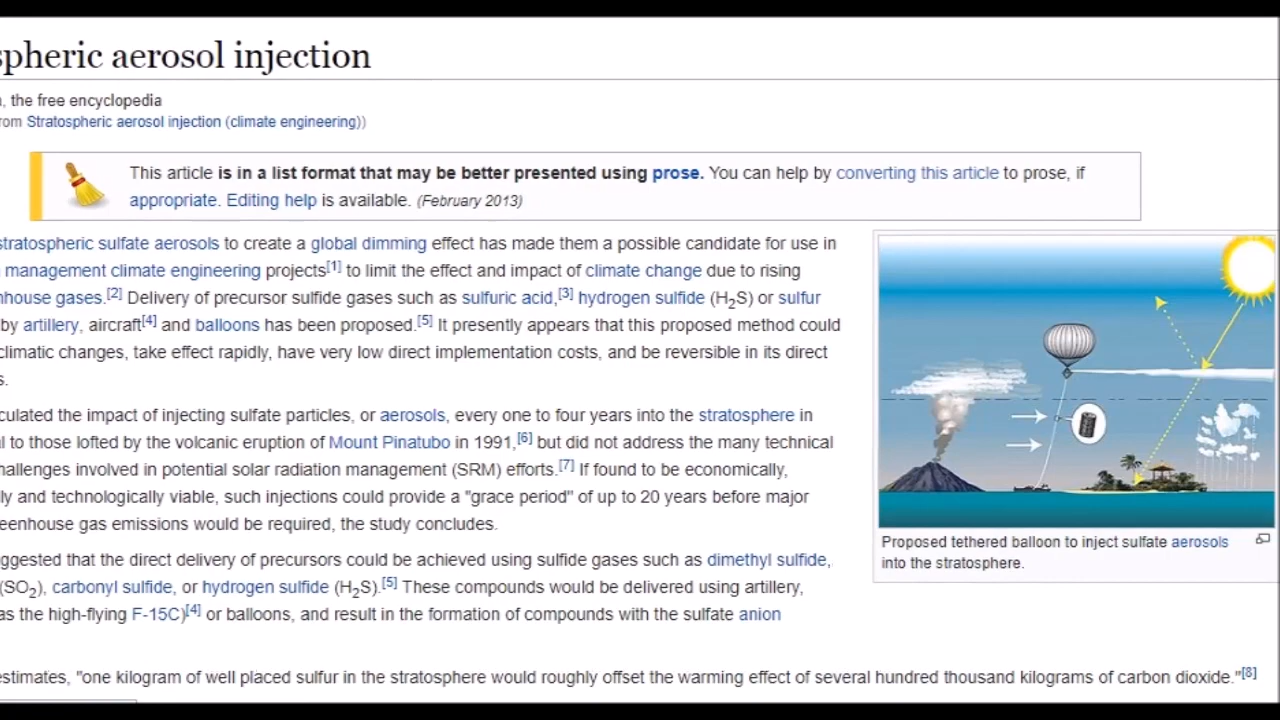 spheric aerosol injection
, the free encyclopedia
rom Stratospheric aerosol injection (climate engineering))
This article is in a list format that may be better presented using prose. You can help by converting this article to prose, if
appropriate. Editing help is available. (February 2013)
stratospheric sulfate aerosols to create a global dimming effect has made them a possible candidate for use in
management climate engineering projects[1] to limit the effect and impact of climate change due to rising
nhouse gases.[2] Delivery of precursor sulfide gases such as sulfuric acid,[3] hydrogen sulfide (H2S) or sulfur
by artillery, aircraft[4] and balloons has been proposed.[5] It presently appears that this proposed method could
climatic changes, take effect rapidly, have very low direct implementation costs, and be reversible in its direct
s.
culated the impact of injecting sulfate particles, or aerosols, every one to four years into the stratosphere in
l to those lofted by the volcanic eruption of Mount Pinatubo in 1991,[6] but did not address the many technical
hallenges involved in potential solar radiation management (SRM) efforts.[7] If found to be economically,
ly and technologically viable, such injections could provide a "grace period" of up to 20 years before major
eenhouse gas emissions would be required, the study concludes.
ggested that the direct delivery of precursors could be achieved using sulfide gases such as dimethyl sulfide,
(SO2), carbonyl sulfide, or hydrogen sulfide (H2S).[5] These compounds would be delivered using artillery,
as the high-flying F-15C)[4] or balloons, and result in the formation of compounds with the sulfate anion
estimates, "one kilogram of well placed sulfur in the stratosphere would roughly offset the warming effect of several hundred thousand kilograms of carbon dioxide."[8]
Proposed tethered balloon to inject sulfate aerosols
into the stratosphere.